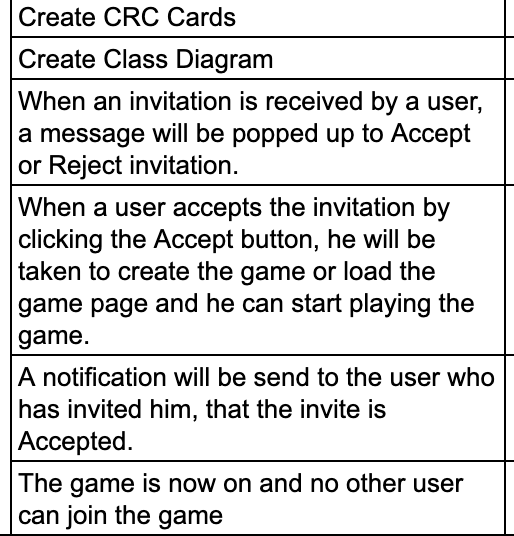 Create CRC Cards
Create Class Diagram
When an invitation is received by a user,
a message will be popped up to Accept
or Reject invitation.
When a user accepts the invitation by
clicking the Accept button, he will be
taken to create the game or load the
game page and he can start playing the
game.
A notification will be send to the user who
has invited him, that the invite is
Accepted.
The game is now on and no other user
can join the game